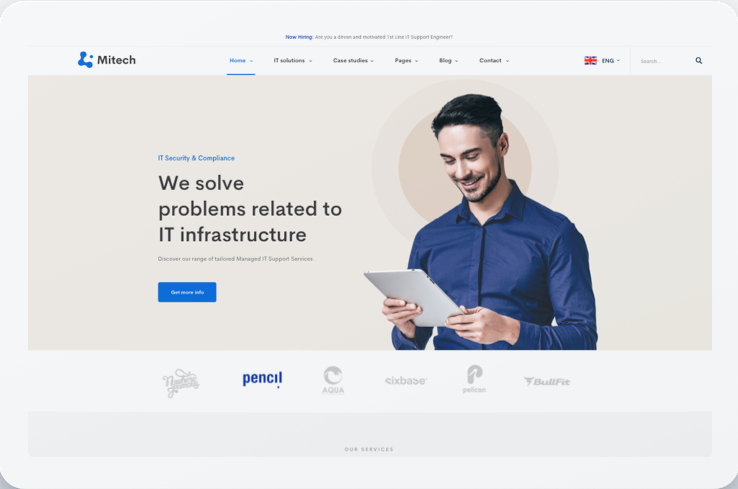 Now Hiring: Are you a driven and motivated 1st Line IT Support Engineer?
Mitech
Home IT solutions Case studies Pages Blog Contact ENG Search...
IT Security & Compliance
We solve
problems related to
IT infrastructure
Discover our range of tailored Managed IT Support Services.
Get more info
pencil AQUA sixbase pelican BullFit
OUR SERVICES